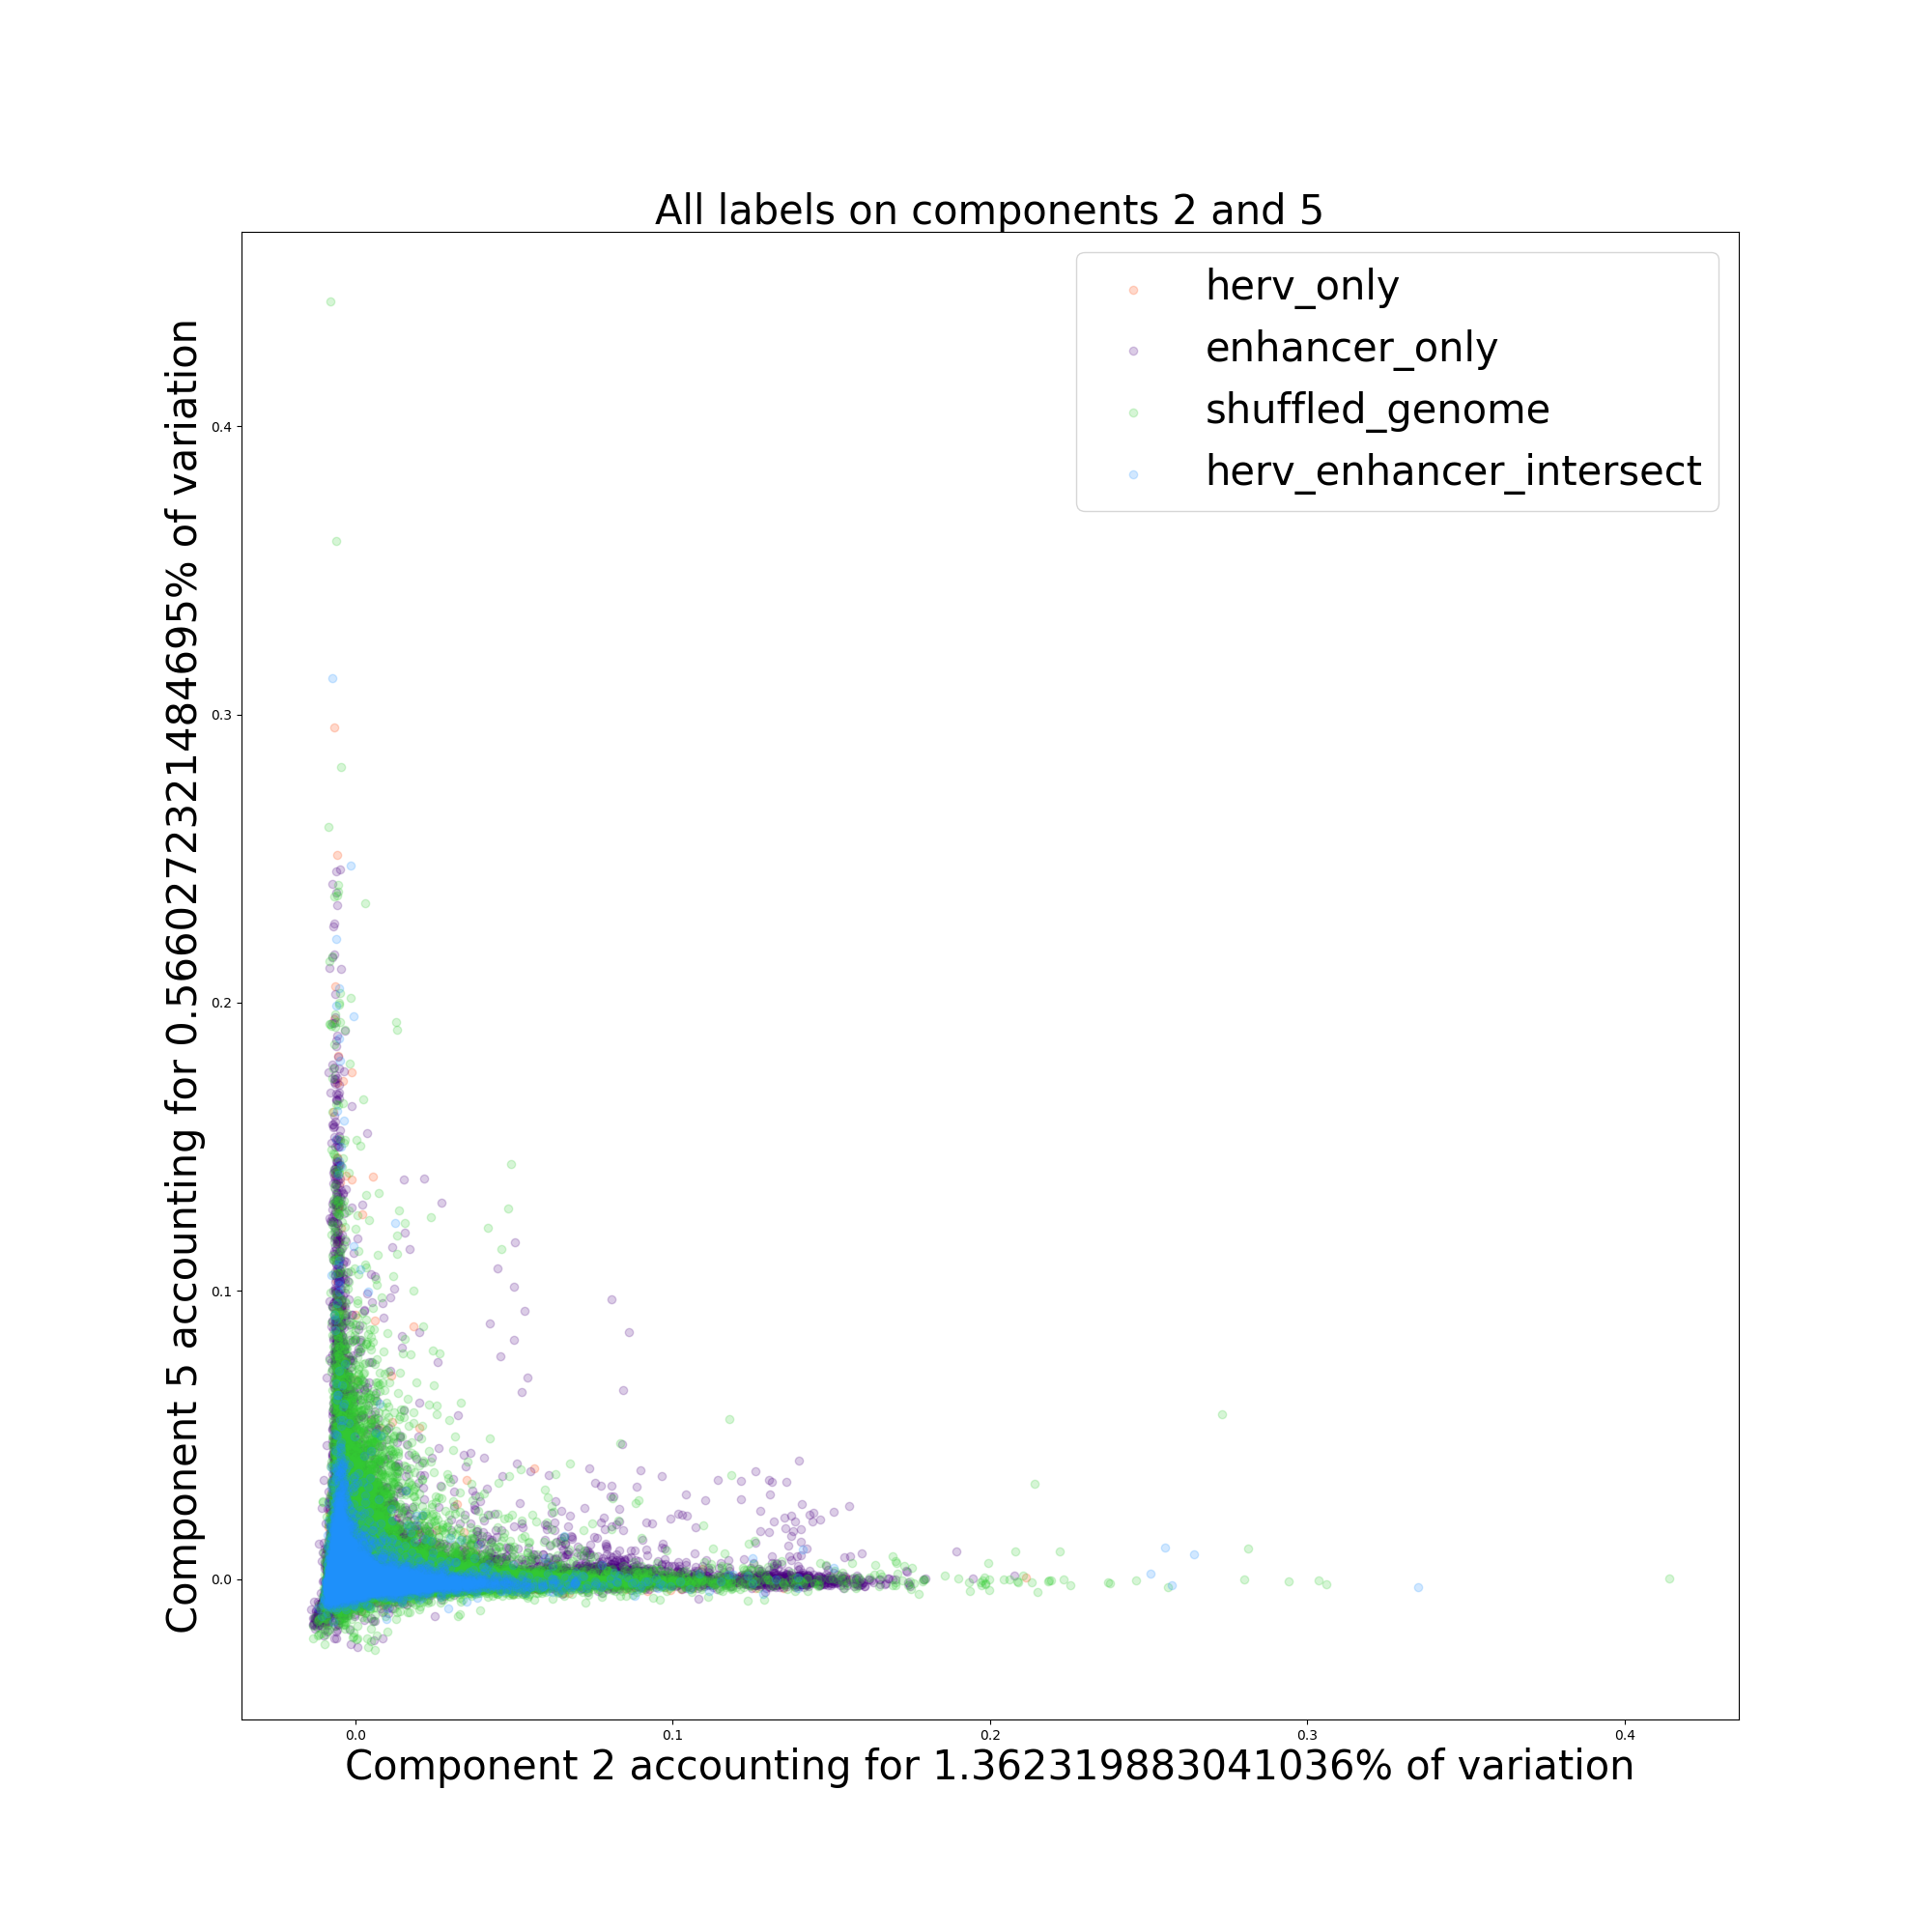 All labels on components 2 and 5
herv_only
enhancer_only
shuffled_genome
herv_enhancer_intersect
Component 5 accounting for 0.5660272321484695% of variation
0.4
0.3
0.2
0.1
0.0
0.0 0.1 0.2 0.3 0.4
Component 2 accounting for 1.362319883041036% of variation